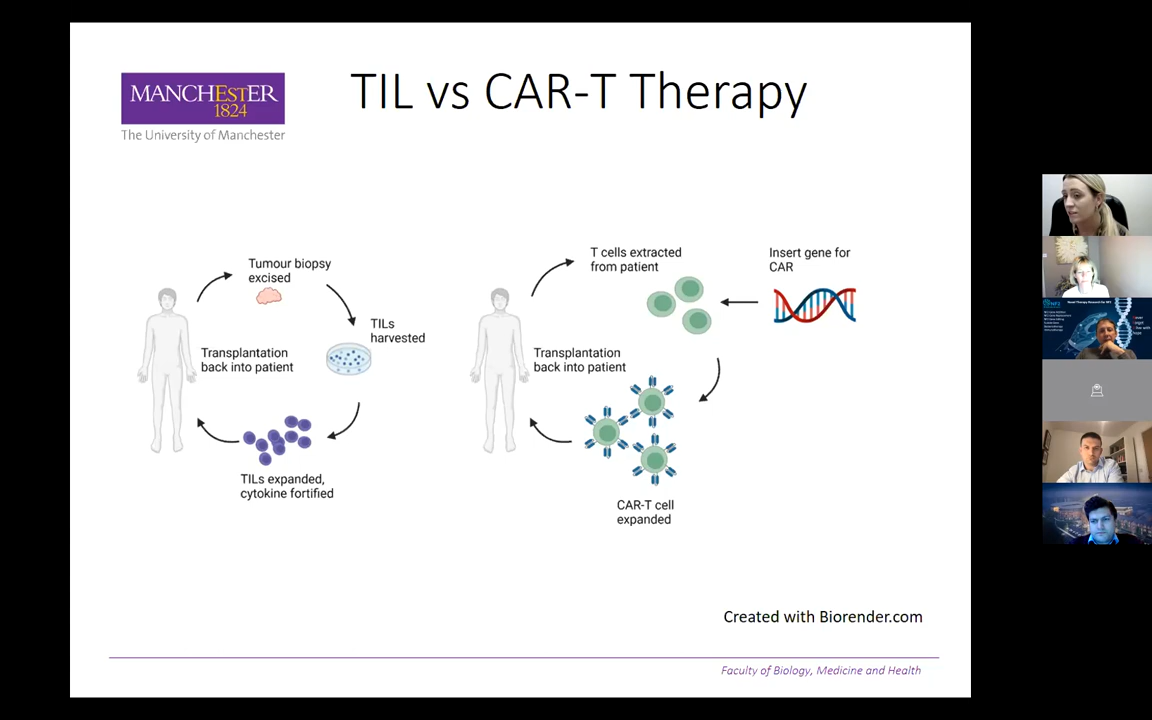 MANCHESTER
1824
The University of Manchester
TIL vs CAR-T Therapy
Tumour biopsy
excised
TILs
harvested
Transplantation
back into patient
TILs expanded,
cytokine fortified
T cells extracted
from patient
Insert gene for
CAR
Transplantation
back into patient
CAR-T cell
expanded
Created with Biorender.com
Faculty of Biology, Medicine and Health